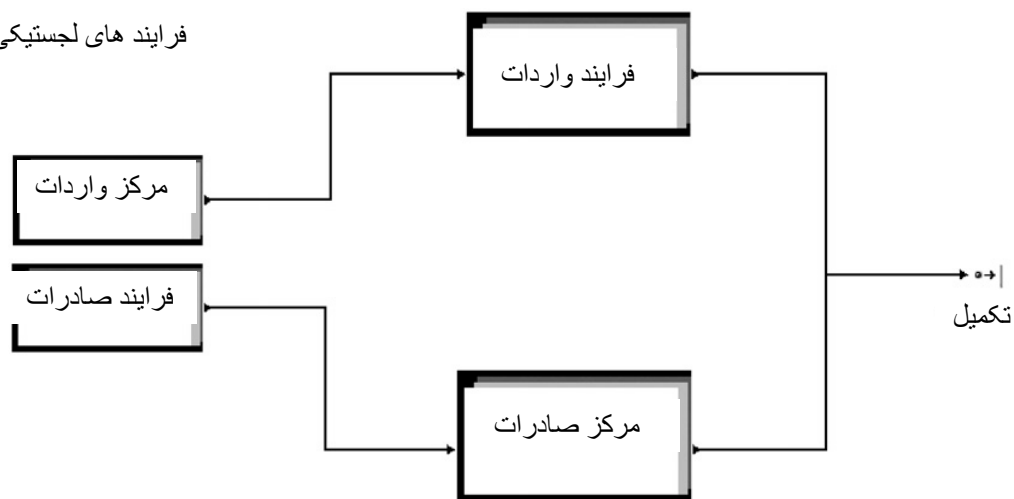 فرایند های لجستیکی
فرایند واردات
مرکز واردات
فرایند صادرات
تکمیل
مرکز صادرات